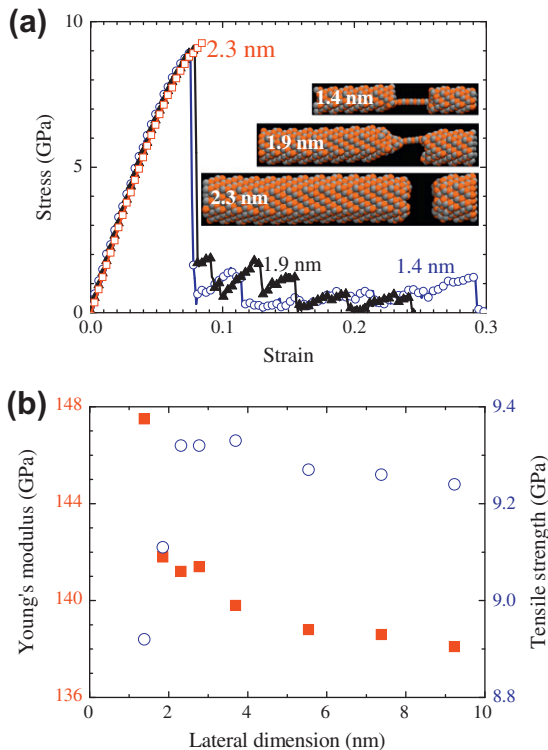 (a)
10
2.3 nm
1.4 nm
1.9 nm
2.3 nm
5
Stress (GPa)
1.9 nm
1.4 nm
0
0.0
0.1
0.2
0.3
Strain
(b)
148
9.4
144
9.2
140
9.0
136
8.8
Young's modulus (GPa)
Tensile strength (GPa)
0
2
4
6
8
10
Lateral dimension (nm)